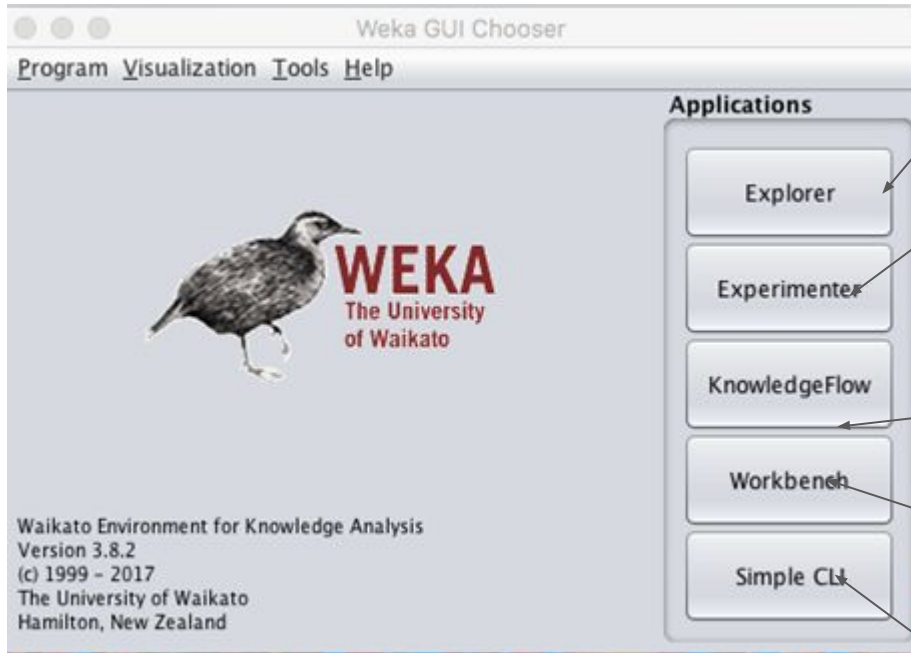 Weka GUI Chooser
Program Visualization Tools Help
Applications
Explorer
Experimenter
KnowledgeFlow
Workbench
Simple CLI
WEKA
The University
of Waikato
Waikato Environment for Knowledge Analysis
Version 3.8.2
(c) 1999 – 2017
The University of Waikato
Hamilton, New Zealand